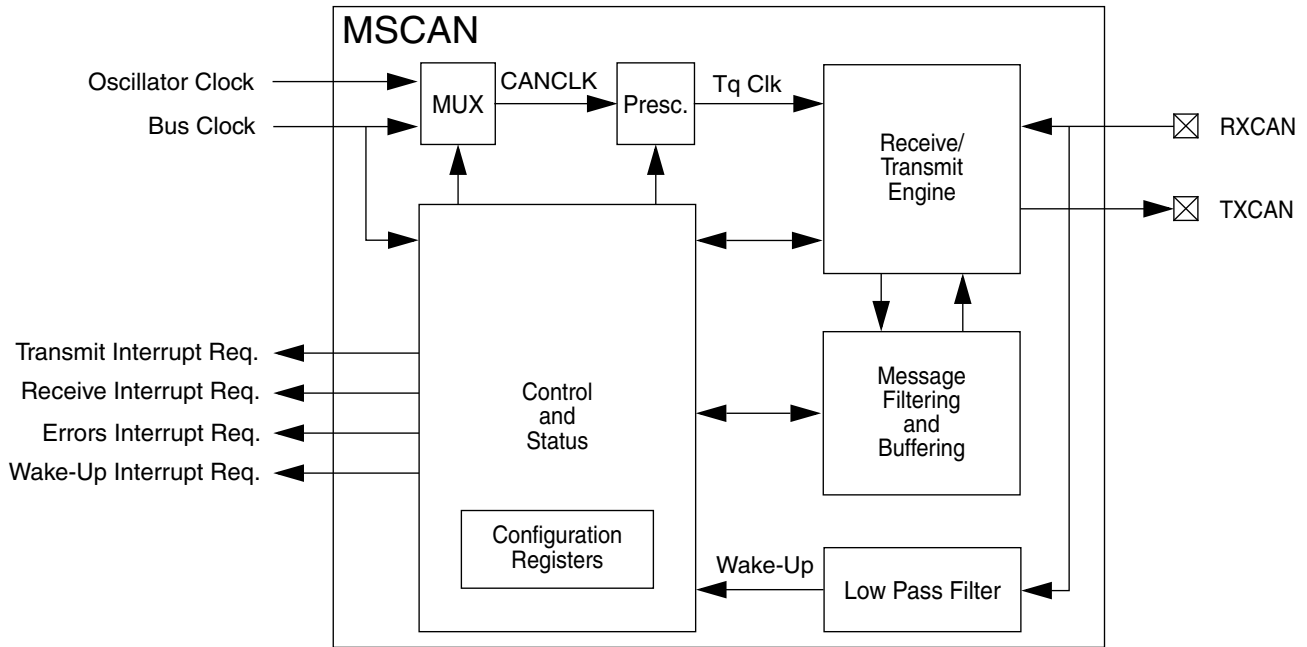 MSCAN
Oscillator Clock
Bus Clock
MUX
CANCLK
Presc.
Tq Clk
Receive/
Transmit
Engine
RXCAN
TXCAN
Transmit Interrupt Req.
Receive Interrupt Req.
Errors Interrupt Req.
Wake-Up Interrupt Req.
Control
and
Status
Message
Filtering
and
Buffering
Configuration
Registers
Wake-Up
Low Pass Filter